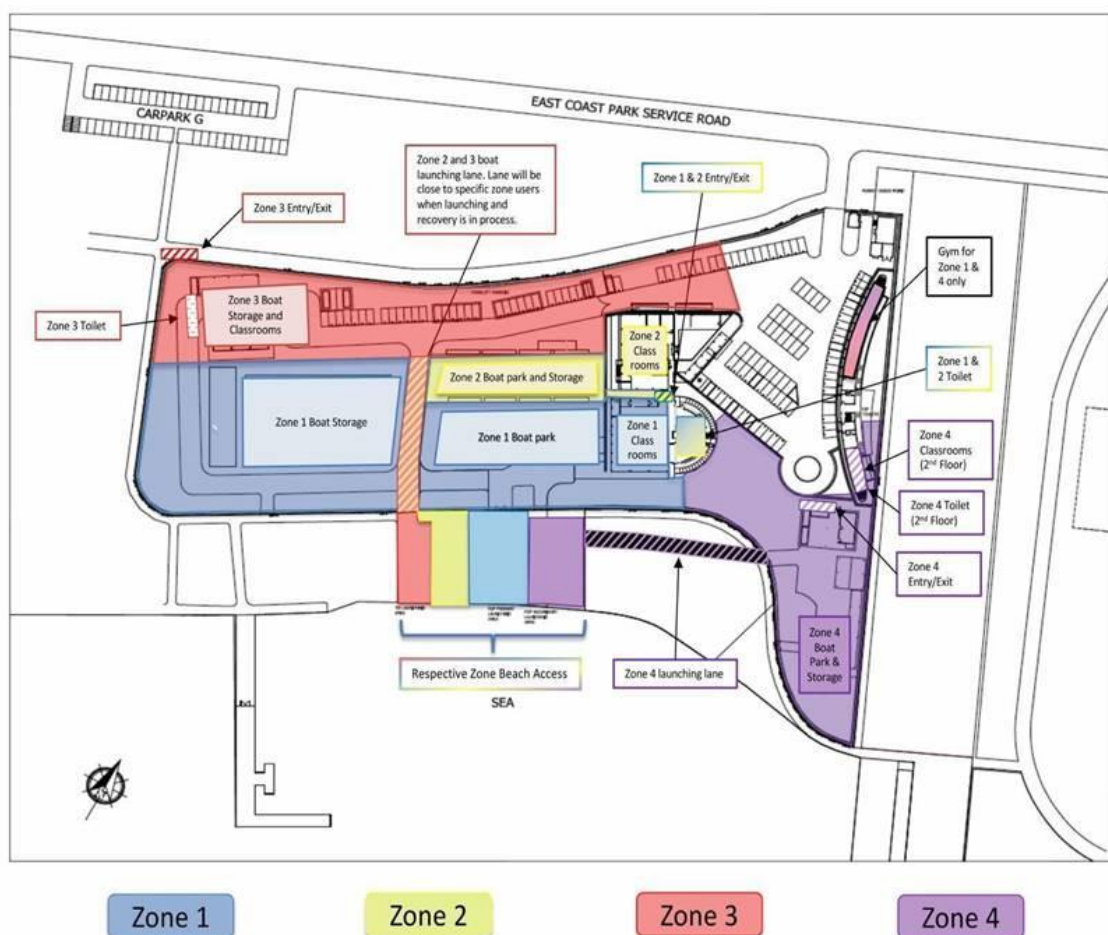 EAST COAST PARK SERVICE ROAD
CARPARK G
Zone 2 and 3 boat
launching lane. Lane will be
close to specific zone users
when launching and
recovery is in process.
Zone 1 & 2 Entry/Exit
Zone 3 Entry/Exit
Gym for
Zone 1 &
4 only
Zone 3 Toilet
Zone 3 Boat
Storage and
Classrooms
Zone 2
Class
rooms
Zone 1 &
2 Toilet
Zone 2 Boat park and Storage
Zone 1 Boat Storage
Zone 1 Boat park
Zone 1
Class
rooms
Zone 4
Classrooms
(2nd Floor)
Zone 4 Toilet
(2nd Floor)
Zone 4
Entry/Exit
Zone 4
Boat
Park &
Storage
Respective Zone Beach Access
Zone 4 launching lane
SEA
Zone 1
Zone 2
Zone 3
Zone 4